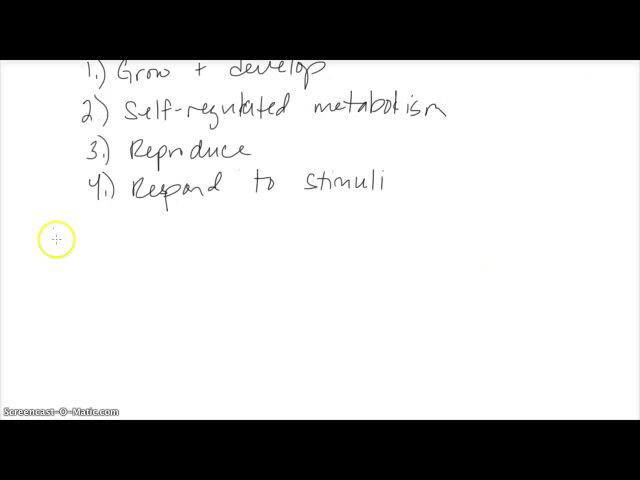 1.) Grow + develop
2.) Self-regulated metabolism
3.) Reproduce
4.) Respond to stimuli
Screencast-O-Matic.com